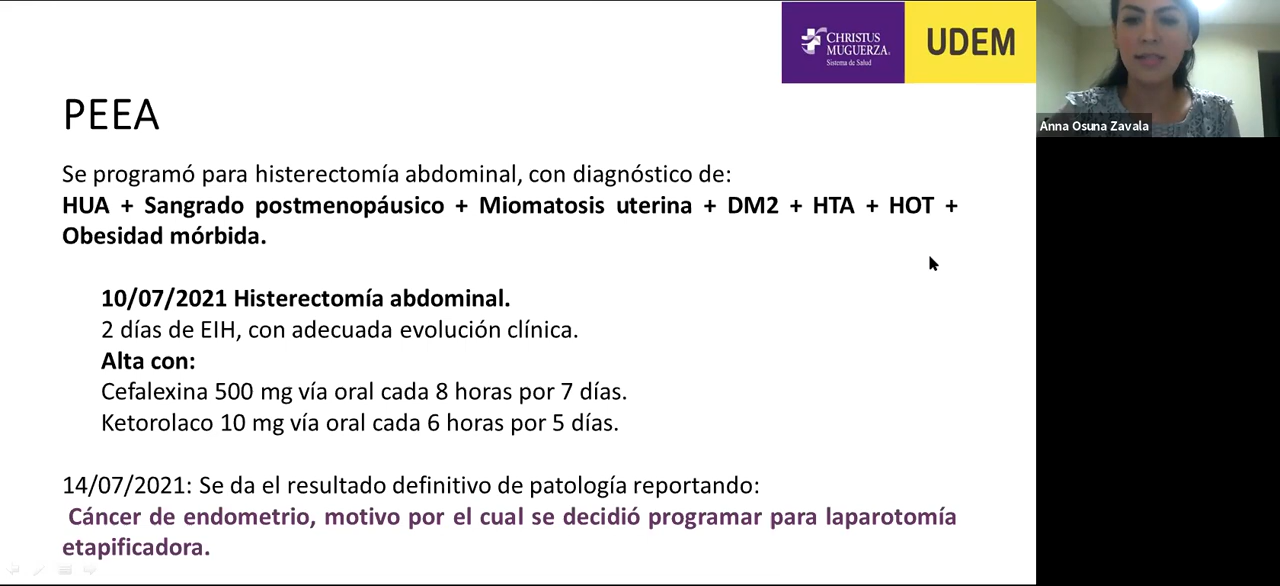 CHRISTUS
MUGUERZA.
Sistema de Salud
UDEM
Anna Osuna Zavala
PEEA
Se programó para histerectomía abdominal, con diagnóstico de:
HUA + Sangrado postmenopáusico + Miomatosis uterina + DM2 + HTA + HOT +
Obesidad mórbida.
10/07/2021 Histerectomía abdominal.
2 días de EIH, con adecuada evolución clínica.
Alta con:
Cefalexina 500 mg vía oral cada 8 horas por 7 días.
Ketorolaco 10 mg vía oral cada 6 horas por 5 días.
14/07/2021: Se da el resultado definitivo de patología reportando:
Cáncer de endometrio, motivo por el cual se decidió programar para laparotomía
etapificadora.